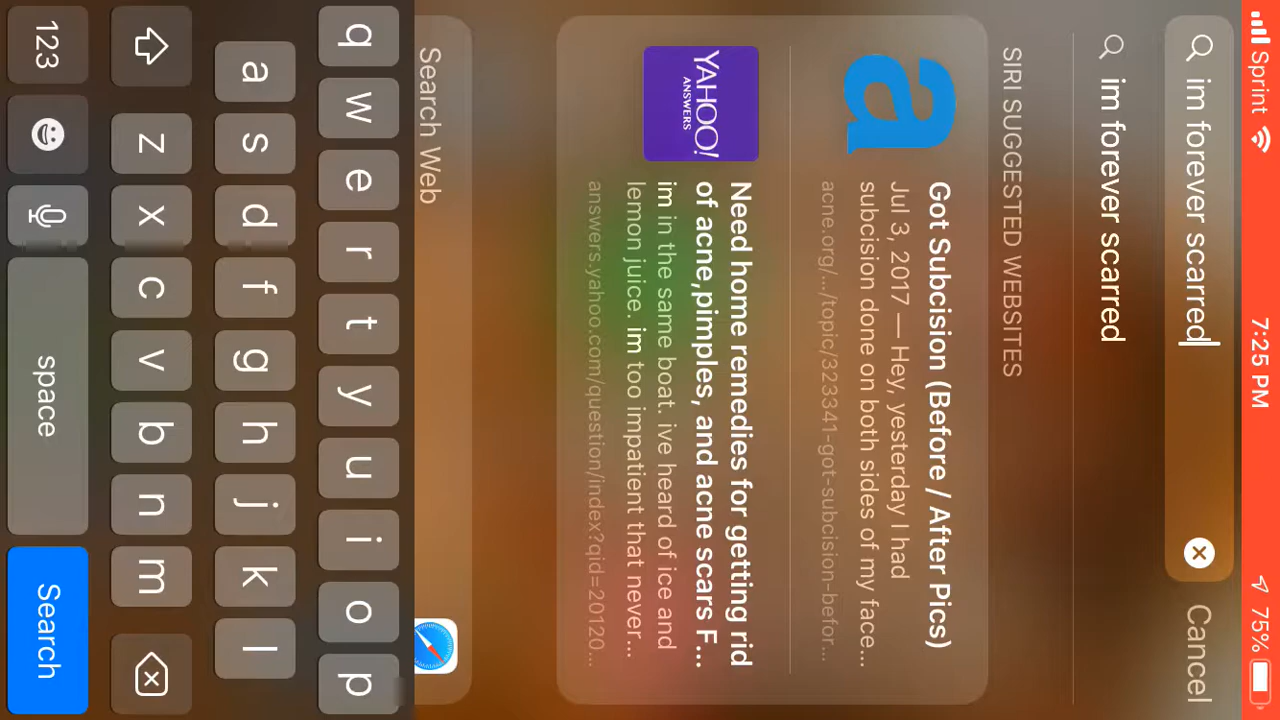 Sprint 7:25 PM 75%
im forever scarred Cancel
im forever scarred
SIRI SUGGESTED WEBSITES
a
Got Subcision (Before / After Pics)
Jul 3, 2017 — Hey, yesterday I had
subcision done on both sides of my face...
acne.org/.../topic/323341-got-subcision-befor...
YAHOO!
ANSWERS
Need home remedies for getting rid
of acne,pimples, and acne scars F...
im in the same boat. ive heard of ice and
lemon juice. im too impatient that never...
answers.yahoo.com/question/index?qid=20120...
Search Web
q w e r t y u i o p
a s d f g h j k l
z x c v b n m
123 space Search